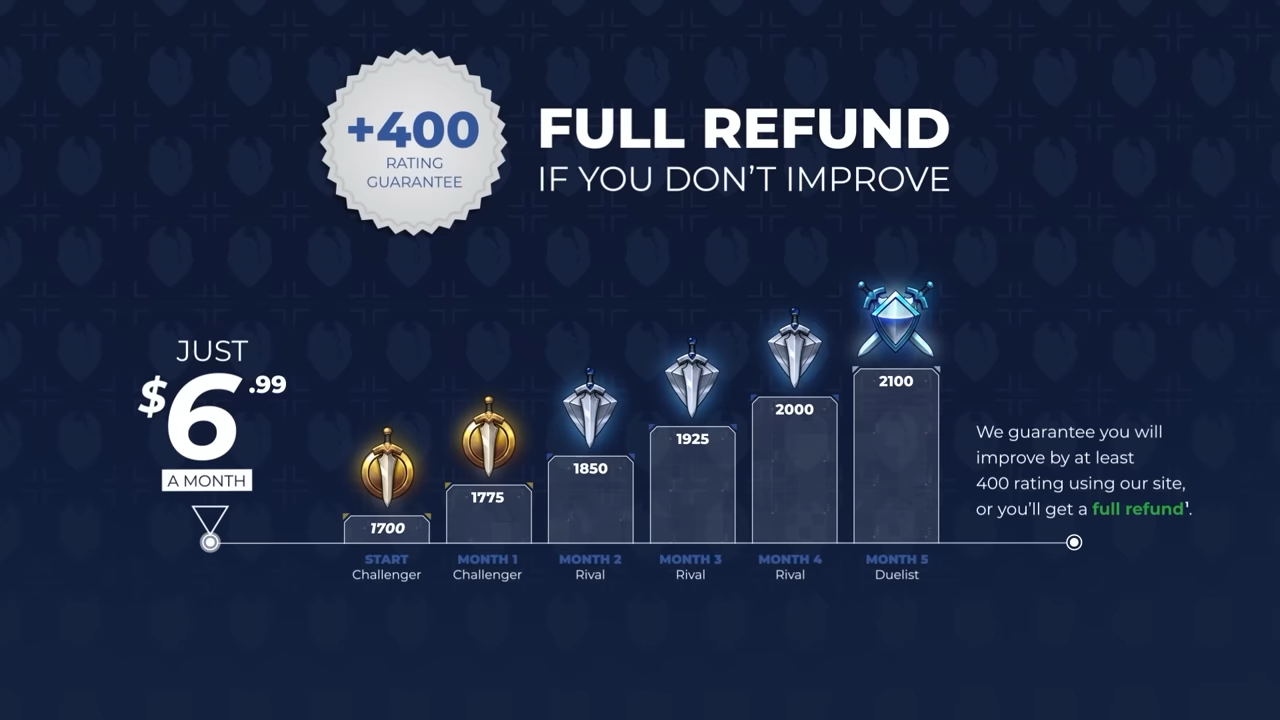 +400
RATING
GUARANTEE
FULL REFUND
IF YOU DON'T IMPROVE
JUST
$6.99
A MONTH
1700
1775
1850
1925
2000
2100
START
Challenger
MONTH 1
Challenger
MONTH 2
Rival
MONTH 3
Rival
MONTH 4
Rival
MONTH 5
Duelist
We guarantee you will
improve by at least
400 rating using our site,
or you'll get a full refund¹.